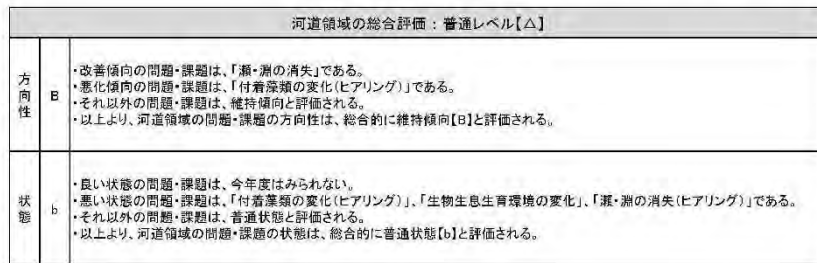 河道領域の総合評価：普通レベル【△】
方向性
B
・改善傾向の問題・課題は、「瀬・淵の消失」である。
・悪化傾向の問題・課題は、「付着藻類の変化(ヒアリング)」である。
・それ以外の問題・課題は、維持傾向と評価される。
・以上より、河道領域の問題・課題の方向性は、総合的に維持傾向【B】と評価される。
状態
b
・良い状態の問題・課題は、今年度はみられない。
・悪い状態の問題・課題は、「付着藻類の変化(ヒアリング)」、「生物生息生育環境の変化」、「瀬・淵の消失(ヒアリング)」である。
・それ以外の問題・課題は、普通状態と評価される。
・以上より、河道領域の問題・課題の状態は、総合的に普通状態【b】と評価される。